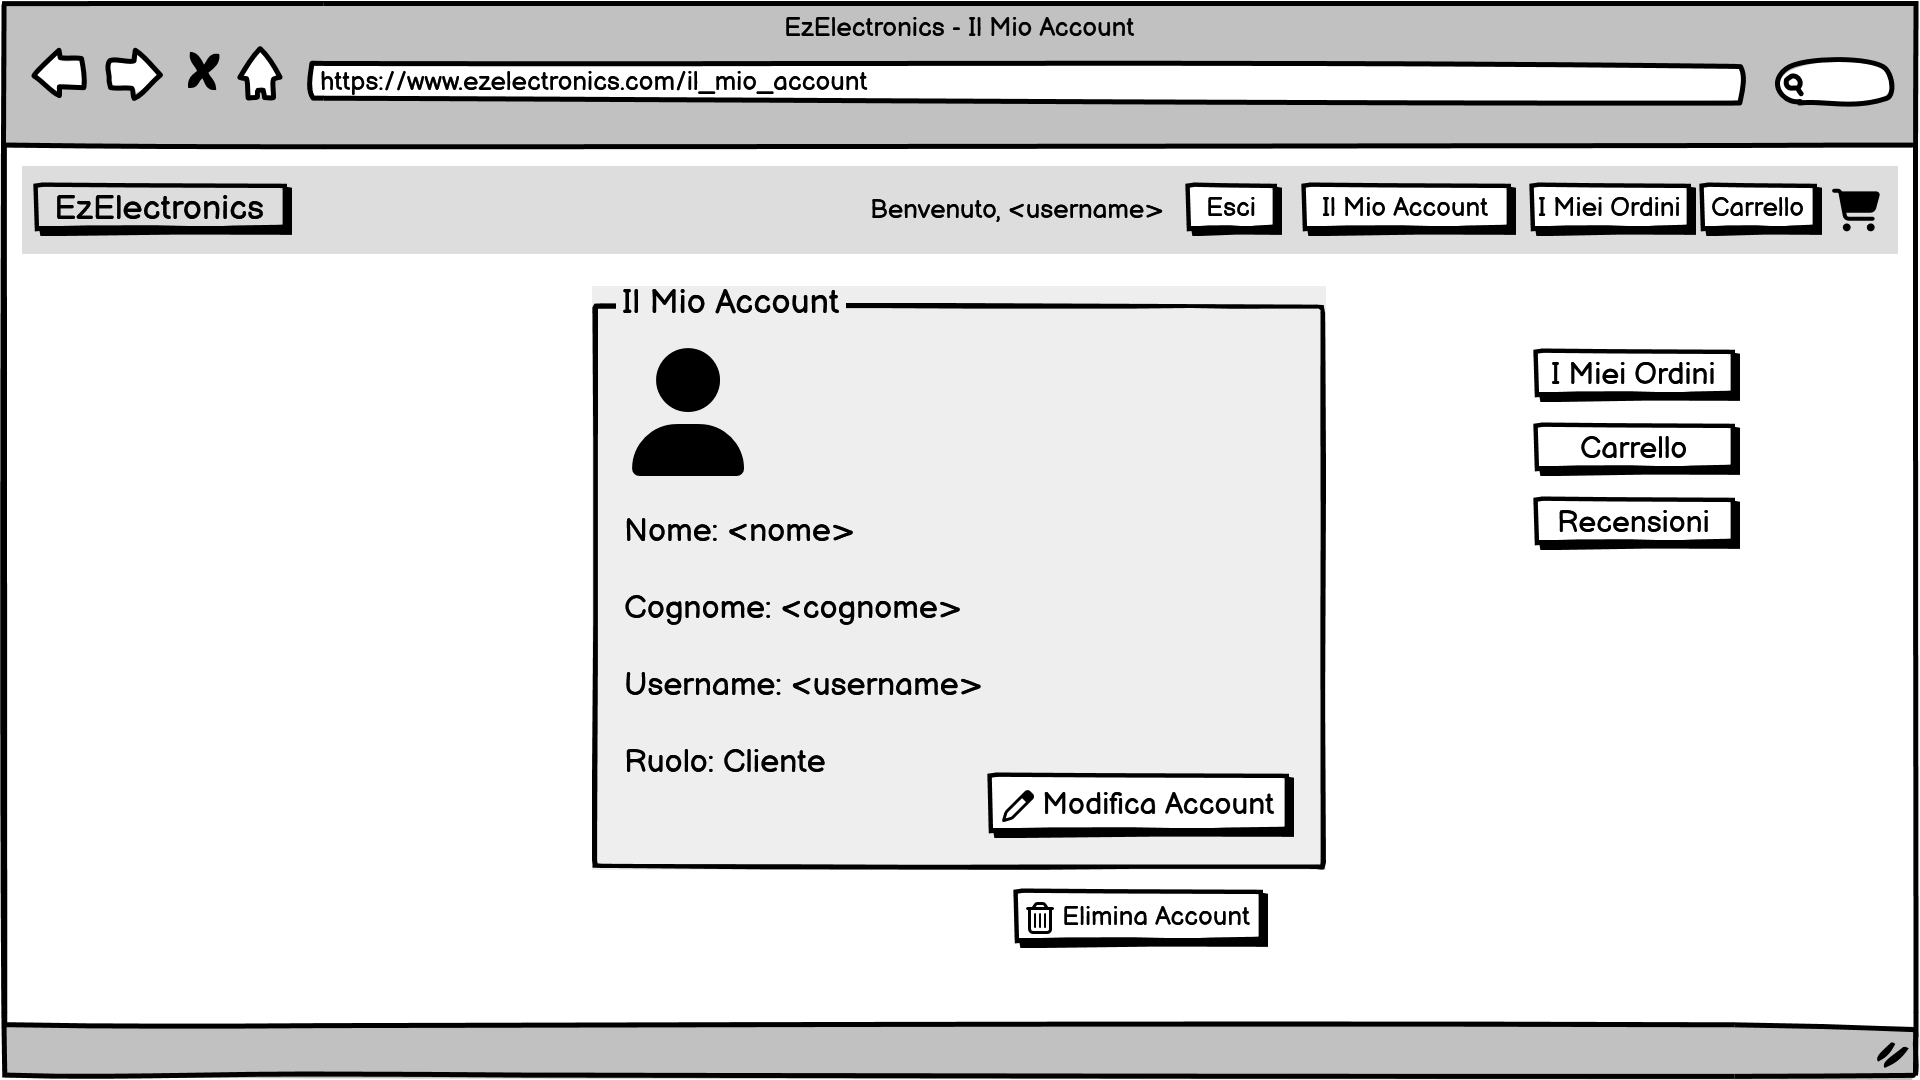 EzElectronics - Il Mio Account
https://www.ezelectronics.com/il_mio_account
EzElectronics
Benvenuto, <username>
Esci
Il Mio Account
I Miei Ordini
Carrello
Il Mio Account
Nome: <nome>
Cognome: <cognome>
Username: <username>
Ruolo: Cliente
Modifica Account
Elimina Account
I Miei Ordini
Carrello
Recensioni